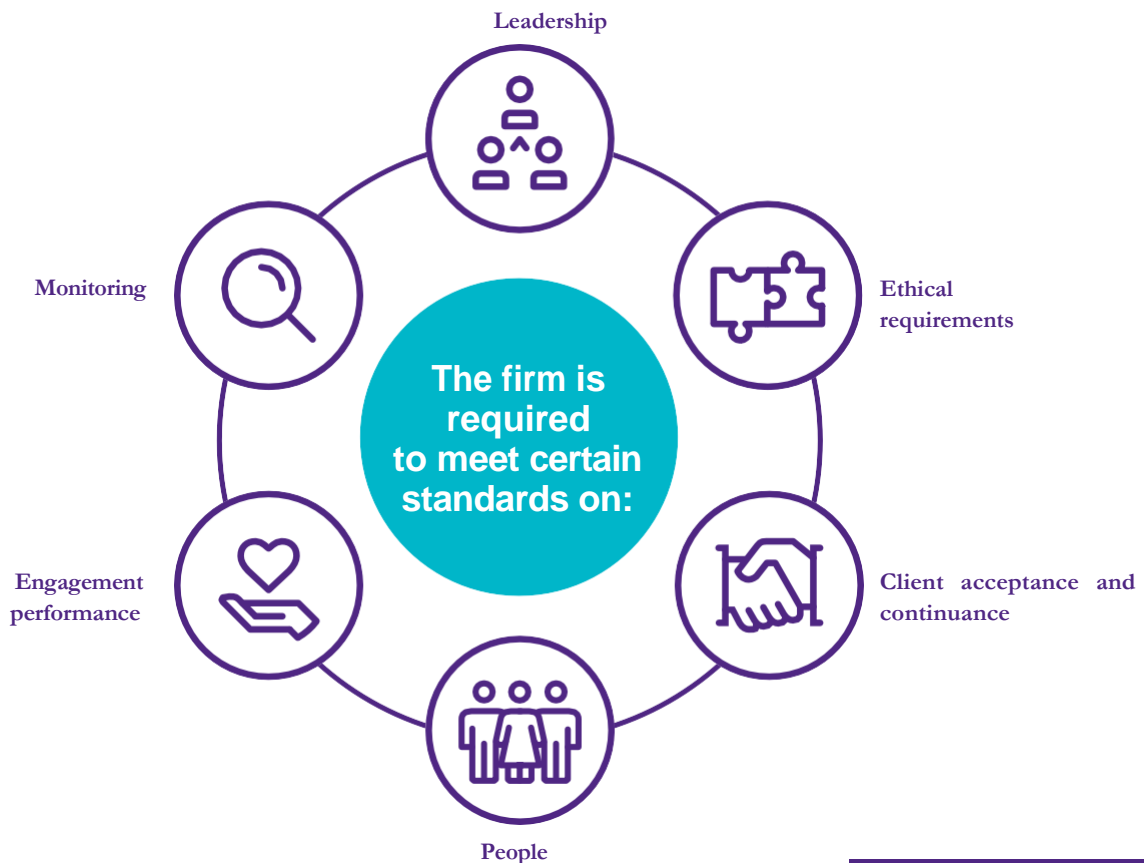 Leadership
Monitoring
Ethical
requirements
The firm is
required
to meet certain
standards on:
Engagement
performance
Client acceptance and
continuance
People